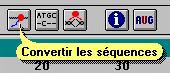 ATGC
-C--
i AUG
Convertir les séquences
20 30